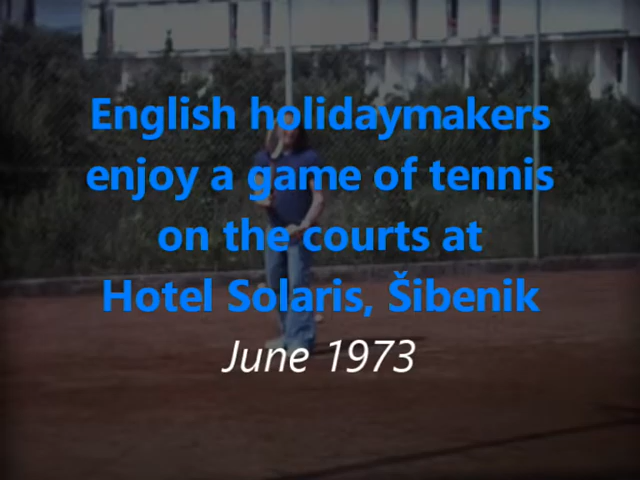 English holidaymakers
enjoy a game of tennis
on the courts at
Hotel Solaris, Šibenik
June 1973